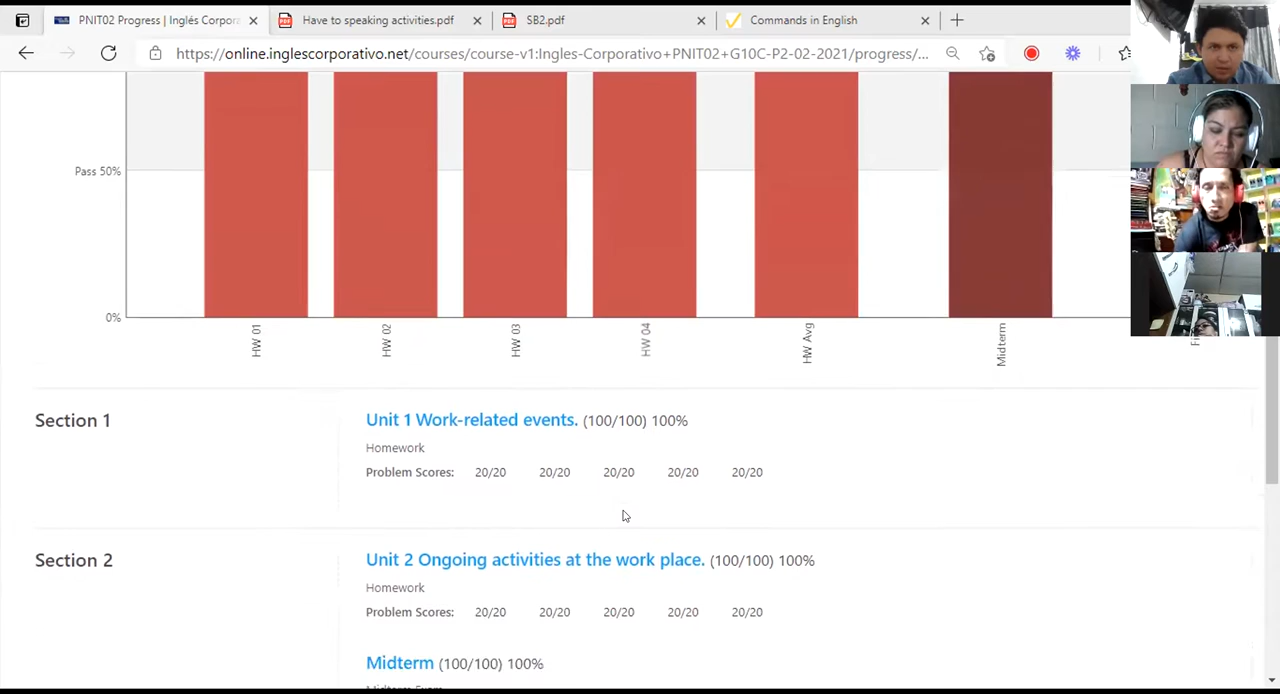 PNIT02 Progress | Inglés Corpora
Have to speaking activities.pdf
SB2.pdf
Commands in English
https://online.inglescorporativo.net/courses/course-v1:Ingles-Corporativo+PNIT02+G10C-P2-02-2021/progress/...
Pass 50%
0%
HW 01
HW 02
HW 03
HW 04
HW Avg
Midterm
Section 1
Unit 1 Work-related events. (100/100) 100%
Homework
Problem Scores: 20/20 20/20 20/20 20/20 20/20
Section 2
Unit 2 Ongoing activities at the work place. (100/100) 100%
Homework
Problem Scores: 20/20 20/20 20/20 20/20 20/20
Midterm (100/100) 100%
Midterm Exam